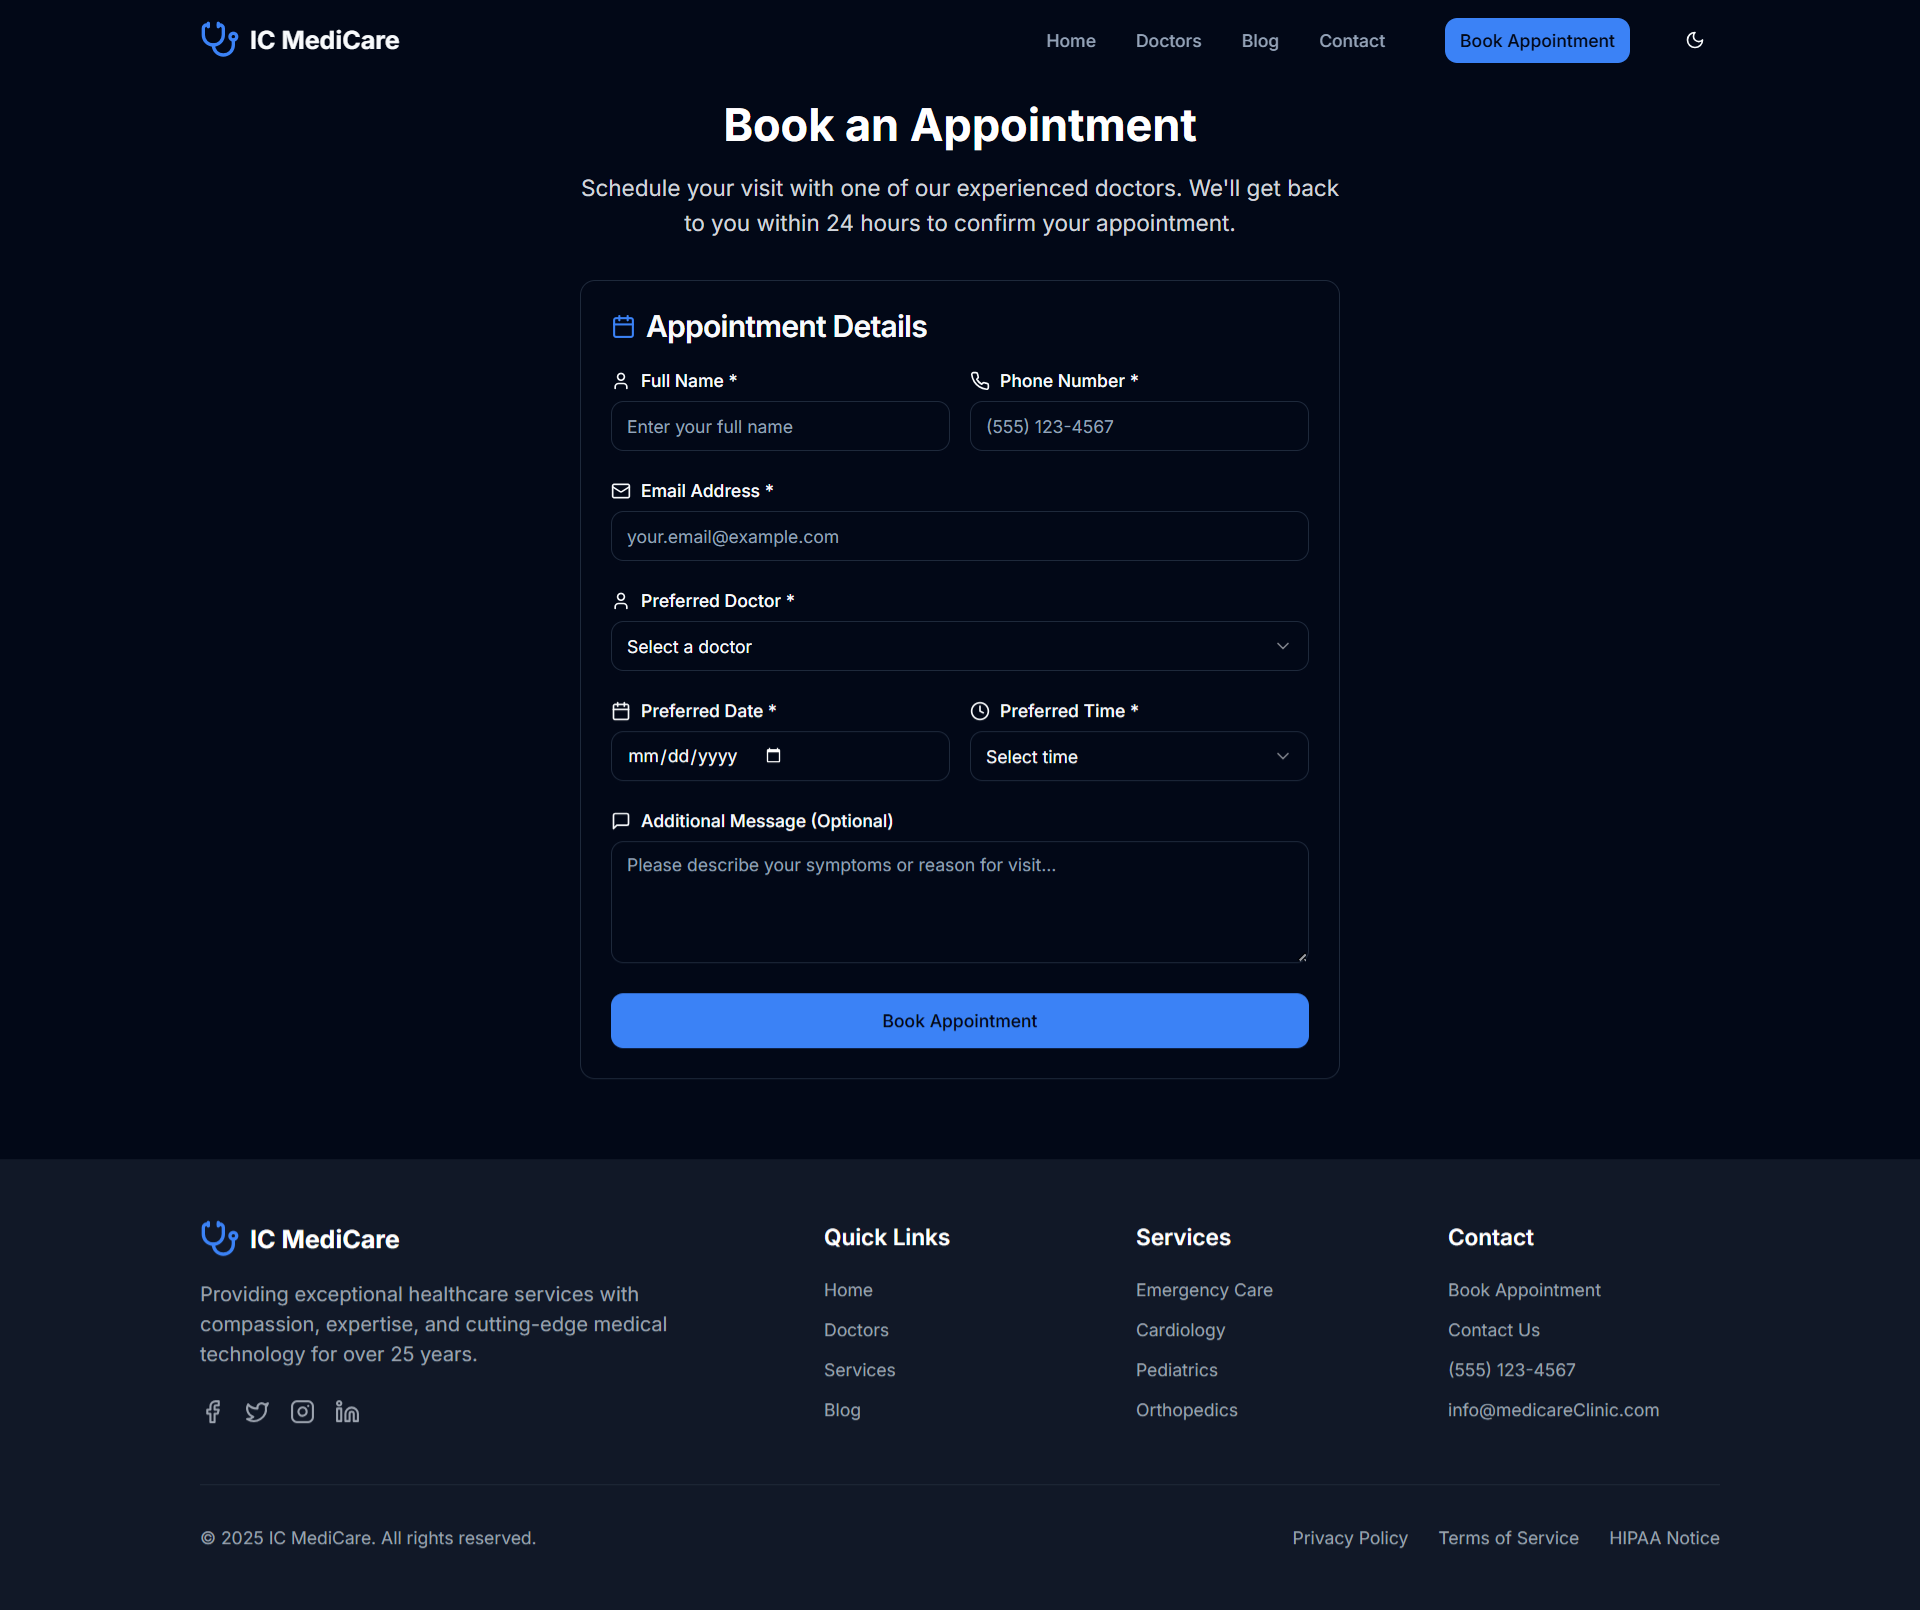 IC MediCare
Home
Doctors
Blog
Contact
Book Appointment
Book an Appointment
Schedule your visit with one of our experienced doctors. We'll get back
to you within 24 hours to confirm your appointment.
Appointment Details
Full Name *
Phone Number *
Enter your full name
(555) 123-4567
Email Address *
your.email@example.com
Preferred Doctor *
Select a doctor
Preferred Date *
Preferred Time *
mm/dd/yyyy
Select time
Additional Message (Optional)
Please describe your symptoms or reason for visit...
Book Appointment
IC MediCare
Providing exceptional healthcare services with
compassion, expertise, and cutting-edge medical
technology for over 25 years.
Quick Links
Home
Doctors
Services
Blog
Services
Emergency Care
Cardiology
Pediatrics
Orthopedics
Contact
Book Appointment
Contact Us
(555) 123-4567
info@medicareClinic.com
© 2025 IC MediCare. All rights reserved.
Privacy Policy
Terms of Service
HIPAA Notice